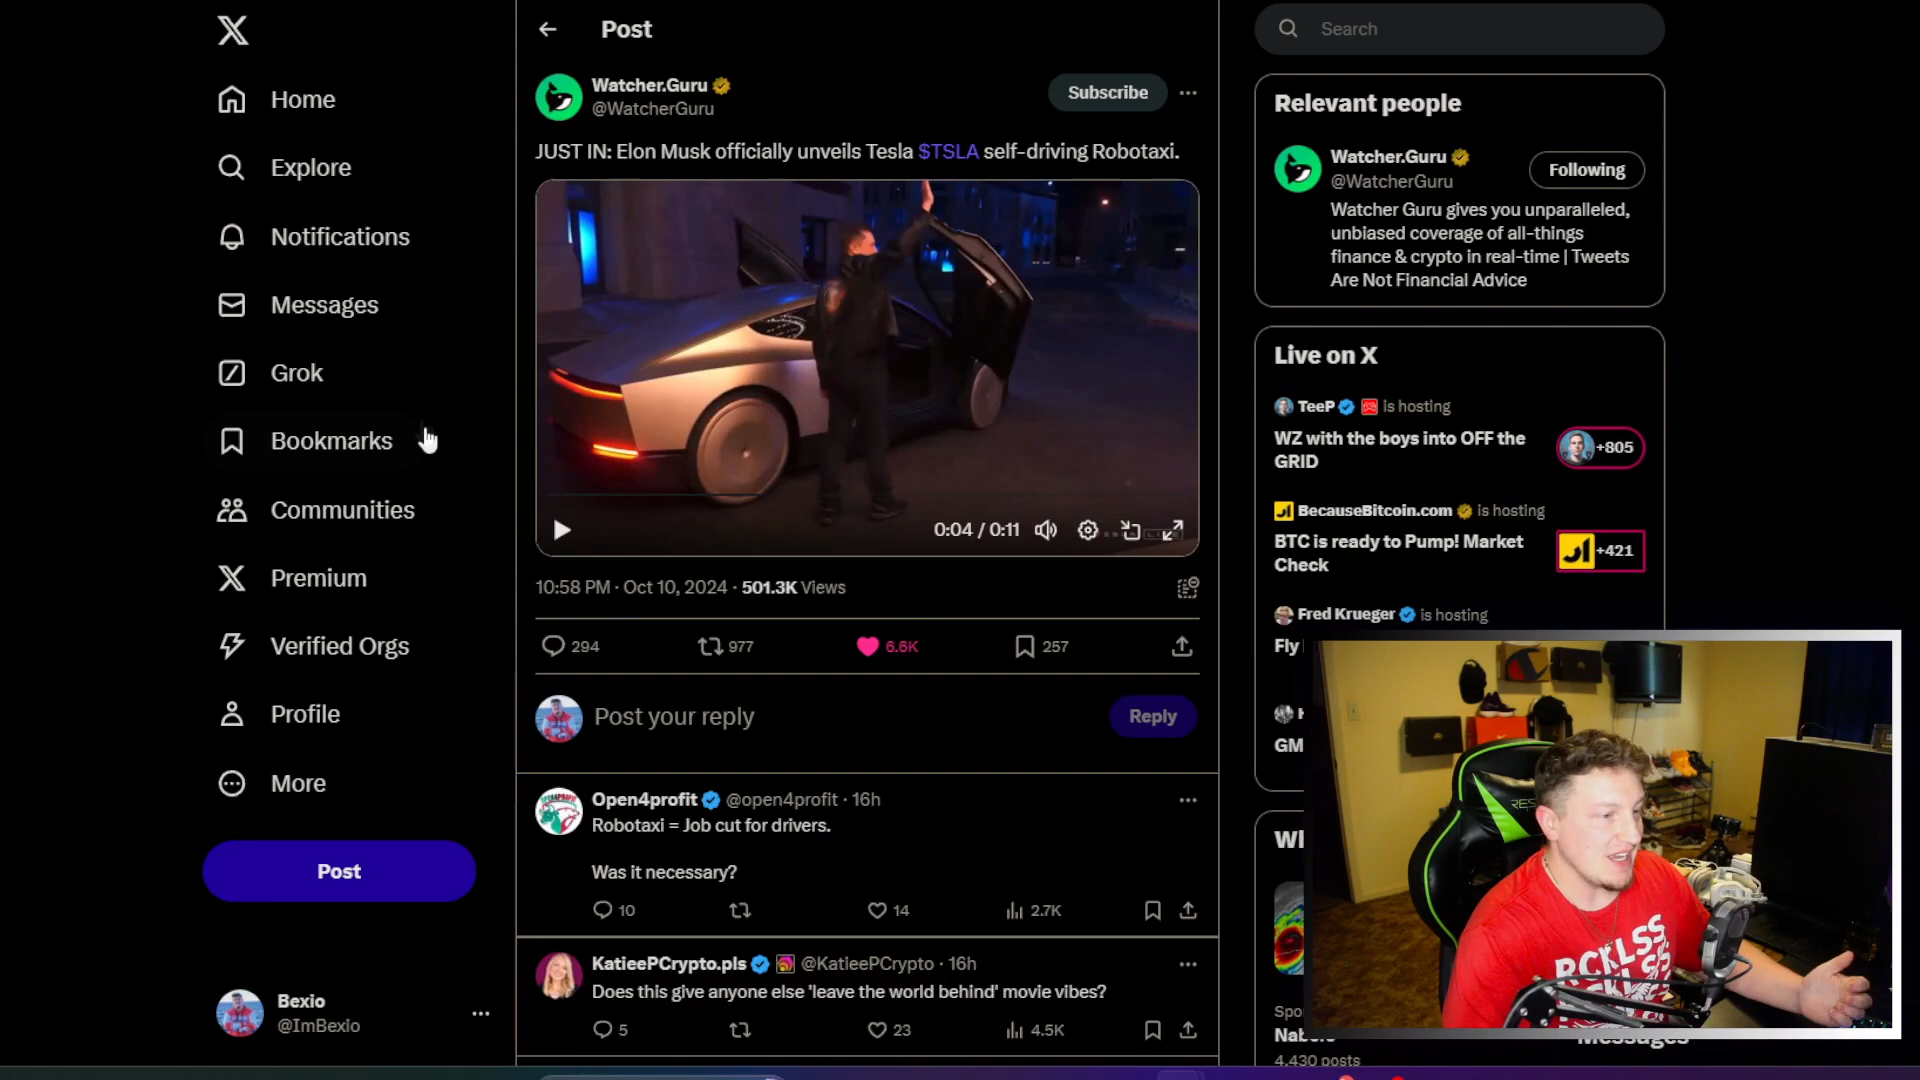 Home
Explore
Notifications
Messages
Grok
Bookmarks
Communities
Premium
Verified Orgs
Profile
More
Post
Bexio
@ImBexio
Post
Watcher.Guru
@WatcherGuru
Subscribe
JUST IN: Elon Musk officially unveils Tesla $TSLA self-driving Robotaxi.
0:04 / 0:11
10:58 PM · Oct 10, 2024 · 501.3K Views
294
977
6.6K
257
Post your reply
Reply
Open4profit @open4profit · 16h
Robotaxi = Job cut for drivers.
Was it necessary?
10
14
2.7K
KatieePCrypto.pls @KatieePCrypto · 16h
Does this give anyone else 'leave the world behind' movie vibes?
5
23
4.5K
Search
Relevant people
Watcher.Guru
@WatcherGuru
Following
Watcher Guru gives you unparalleled,
unbiased coverage of all-things
finance & crypto in real-time | Tweets
Are Not Financial Advice
Live on X
TeeP is hosting
WZ with the boys into OFF the
GRID
+805
BecauseBitcoin.com is hosting
BTC is ready to Pump! Market
Check
+421
Fred Krueger is hosting
Fly
GM
RCKLSS
Messages
4,430 posts